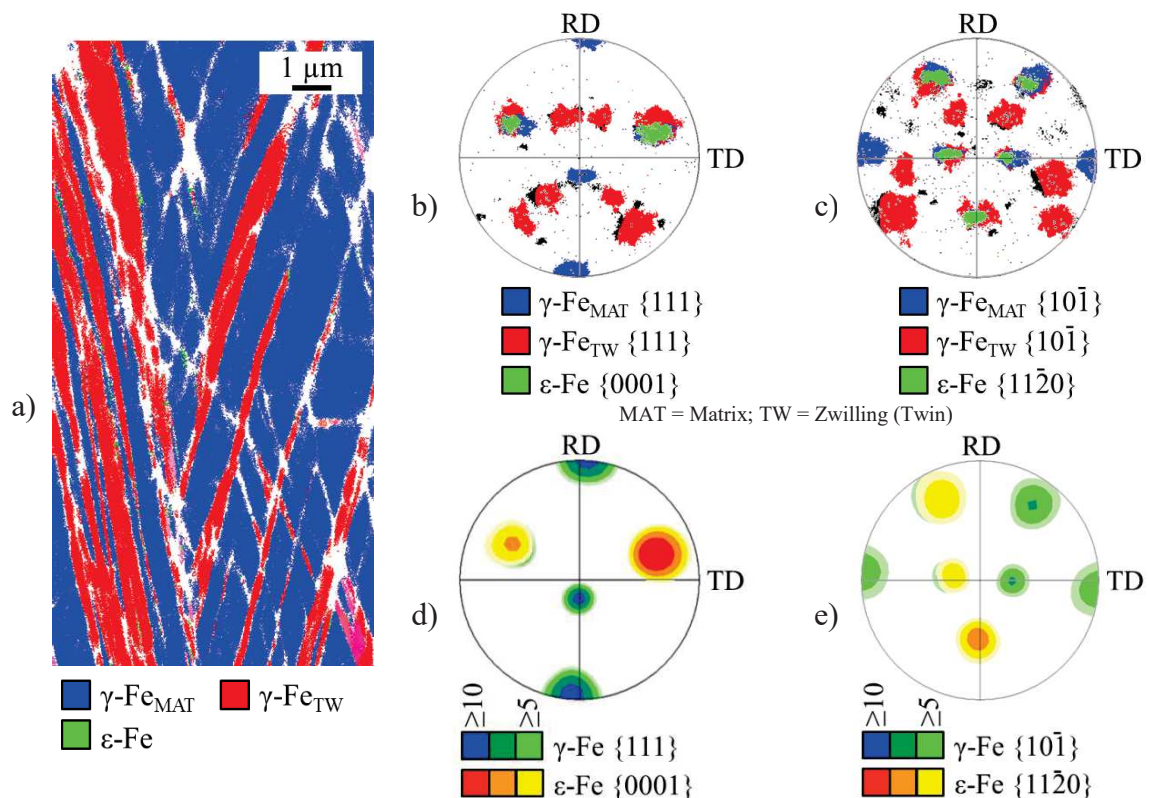 a)
1 μm
γ-Fe_MAT γ-Fe_TW
ε-Fe
b)
RD
TD
γ-Fe_MAT {111}
γ-Fe_TW {111}
ε-Fe {0001}
c)
RD
TD
γ-Fe_MAT {101̄}
γ-Fe_TW {101̄}
ε-Fe {112̄0}
MAT = Matrix; TW = Zwilling (Twin)
d)
RD
TD
≥10 ≥5
γ-Fe {111}
ε-Fe {0001}
e)
RD
TD
≥10 ≥5
γ-Fe {101̄}
ε-Fe {112̄0}